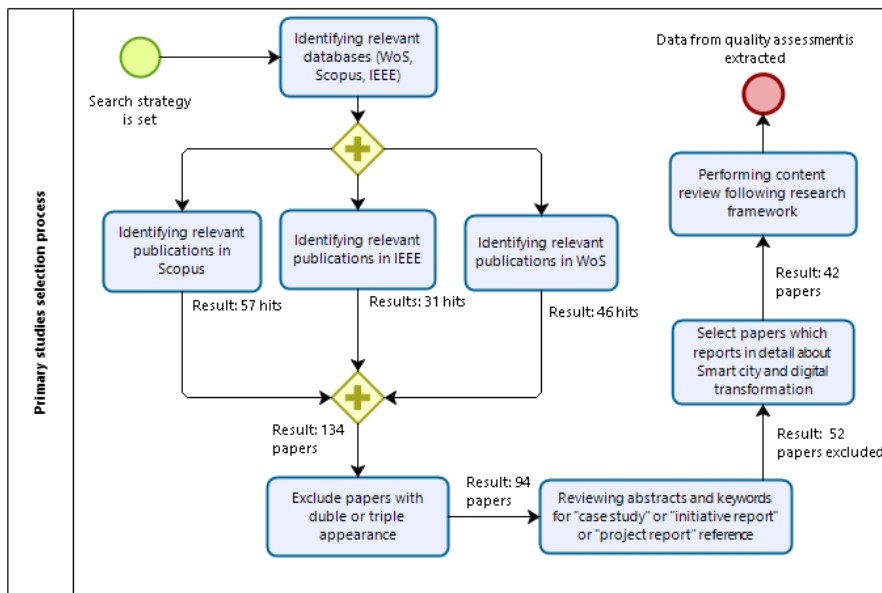 Primary studies selection process
Search strategy
is set
Identifying relevant
databases (WoS,
Scopus, IEEE)
Identifying relevant
publications in
Scopus
Identifying relevant
publications in IEEE
Identifying relevant
publications in WoS
Result: 57 hits
Results: 31 hits
Result: 46 hits
Result: 134
papers
Exclude papers with
duble or triple
appearance
Result: 94
papers
Reviewing abstracts and keywords
for "case study" or "initiative report"
or "project report" reference
Result: 52
papers excluded
Select papers which
reports in detail about
Smart city and digital
transformation
Result: 42
papers
Performing content
review following research
framework
Data from quality assessmentis
extracted